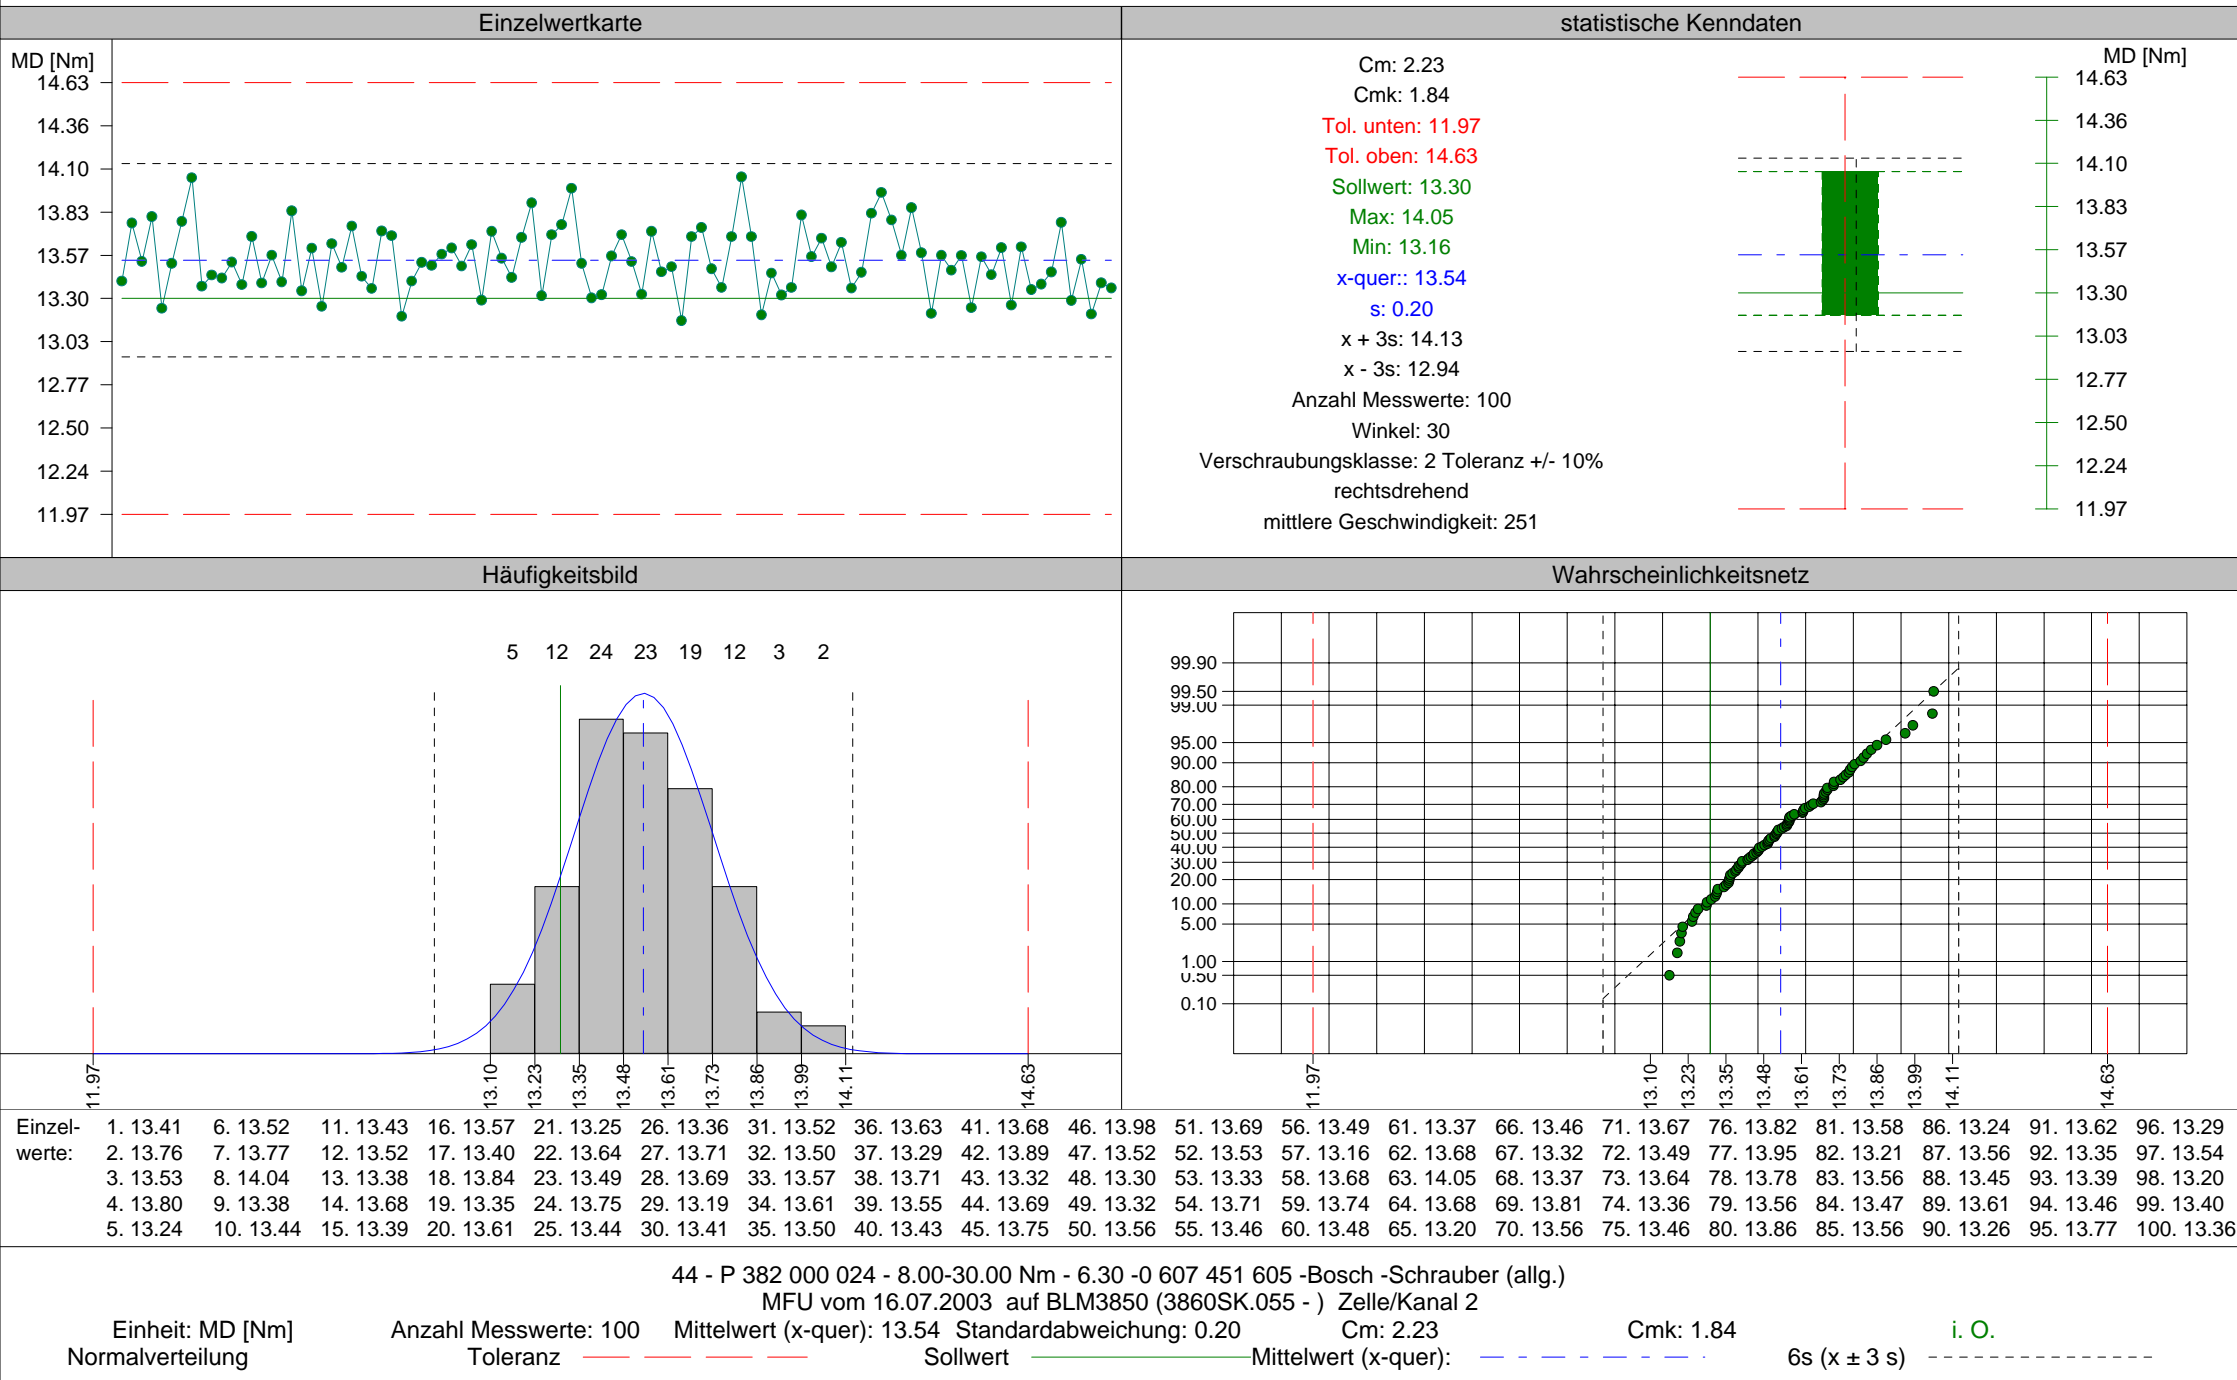 Einzelwertkarte
MD [Nm]
14.63
14.36
14.10
13.83
13.57
13.30
13.03
12.77
12.50
12.24
11.97
statistische Kenndaten
Cm: 2.23
Cmk: 1.84
Tol. unten: 11.97
Tol. oben: 14.63
Sollwert: 13.30
Max: 14.05
Min: 13.16
x-quer:: 13.54
s: 0.20
x + 3s: 14.13
x - 3s: 12.94
Anzahl Messwerte: 100
Winkel: 30
Verschraubungsklasse: 2 Toleranz +/- 10%
rechtsdrehend
mittlere Geschwindigkeit: 251
MD [Nm]
14.63
14.36
14.10
13.83
13.57
13.30
13.03
12.77
12.50
12.24
11.97
Häufigkeitsbild
5 12 24 23 19 12 3 2
11.97 13.10 13.23 13.35 13.48 13.61 13.73 13.86 13.99 14.11 14.63
Wahrscheinlichkeitsnetz
99.90
99.50
99.00
95.00
90.00
80.00
70.00
60.00
50.00
40.00
30.00
20.00
10.00
5.00
1.00
0.50
0.10
11.97 13.10 13.23 13.35 13.48 13.61 13.73 13.86 13.99 14.11 14.63
Einzel- 1. 13.41 6. 13.52 11. 13.43 16. 13.57 21. 13.25 26. 13.36 31. 13.52 36. 13.63 41. 13.68 46. 13.98 51. 13.69 56. 13.49 61. 13.37 66. 13.46 71. 13.67 76. 13.82 81. 13.58 86. 13.24 91. 13.62 96. 13.29
werte: 2. 13.76 7. 13.77 12. 13.52 17. 13.40 22. 13.64 27. 13.71 32. 13.50 37. 13.29 42. 13.89 47. 13.52 52. 13.53 57. 13.16 62. 13.68 67. 13.32 72. 13.49 77. 13.95 82. 13.21 87. 13.56 92. 13.35 97. 13.54
3. 13.53 8. 14.04 13. 13.38 18. 13.84 23. 13.49 28. 13.69 33. 13.57 38. 13.71 43. 13.32 48. 13.30 53. 13.33 58. 13.68 63. 14.05 68. 13.37 73. 13.64 78. 13.78 83. 13.56 88. 13.45 93. 13.39 98. 13.20
4. 13.80 9. 13.38 14. 13.68 19. 13.35 24. 13.75 29. 13.19 34. 13.61 39. 13.55 44. 13.69 49. 13.32 54. 13.71 59. 13.74 64. 13.68 69. 13.81 74. 13.36 79. 13.56 84. 13.47 89. 13.61 94. 13.46 99. 13.40
5. 13.24 10. 13.44 15. 13.39 20. 13.61 25. 13.44 30. 13.41 35. 13.50 40. 13.43 45. 13.75 50. 13.56 55. 13.46 60. 13.48 65. 13.20 70. 13.56 75. 13.46 80. 13.86 85. 13.56 90. 13.26 95. 13.77 100. 13.36
44 - P 382 000 024 - 8.00-30.00 Nm - 6.30 -0 607 451 605 -Bosch -Schrauber (allg.)
MFU vom 16.07.2003 auf BLM3850 (3860SK.055 - ) Zelle/Kanal 2
Einheit: MD [Nm] Anzahl Messwerte: 100 Mittelwert (x-quer): 13.54 Standardabweichung: 0.20 Cm: 2.23 Cmk: 1.84 i. O.
Normalverteilung Toleranz Sollwert Mittelwert (x-quer): 6s (x ± 3 s)